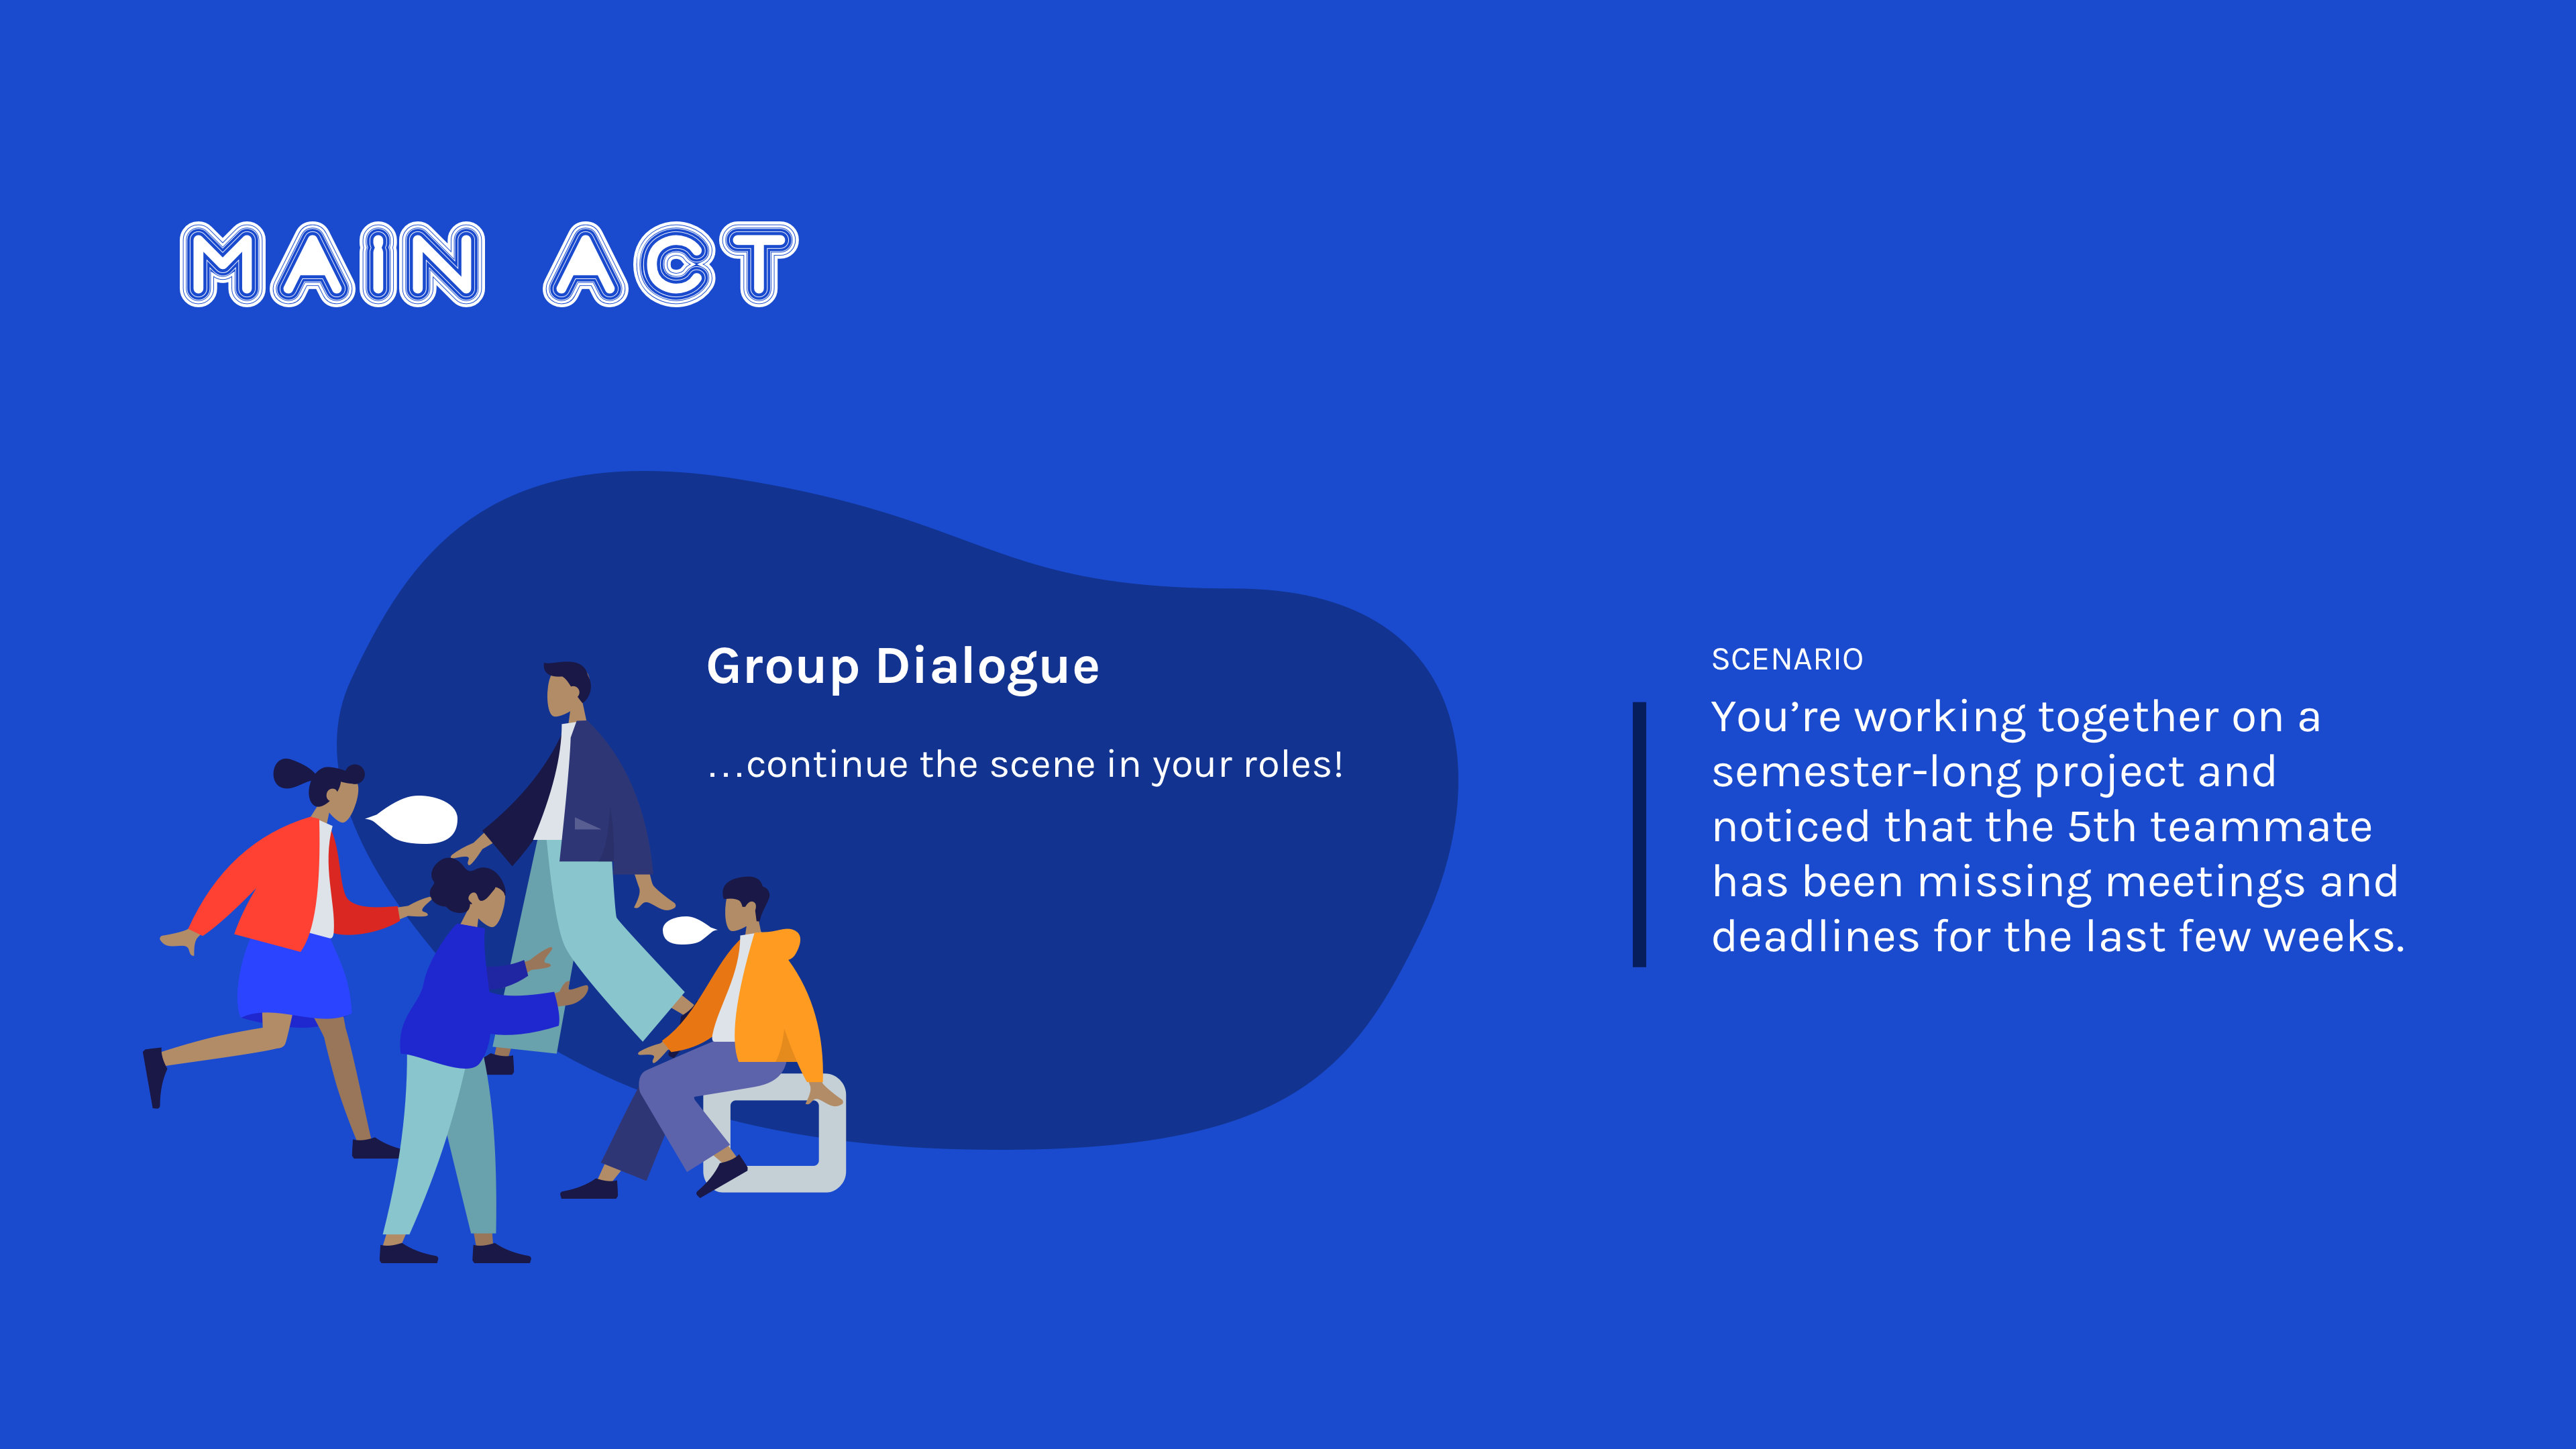 MAIN ACT
Group Dialogue
...continue the scene in your roles!
SCENARIO
You’re working together on a
semester-long project and
noticed that the 5th teammate
has been missing meetings and
deadlines for the last few weeks.